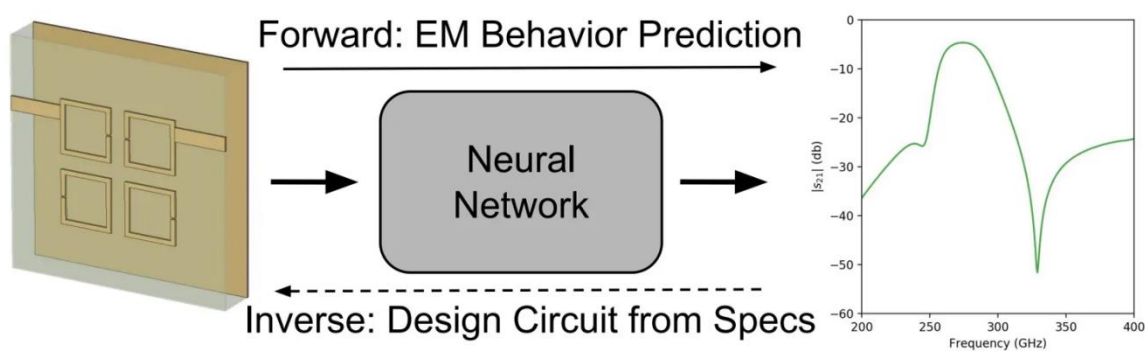 Forward: EM Behavior Prediction
Neural
Network
Inverse: Design Circuit from Specs
|s21| (db)
0
−10
−20
−30
−40
−50
−60
200
250
300
350
400
Frequency (GHz)